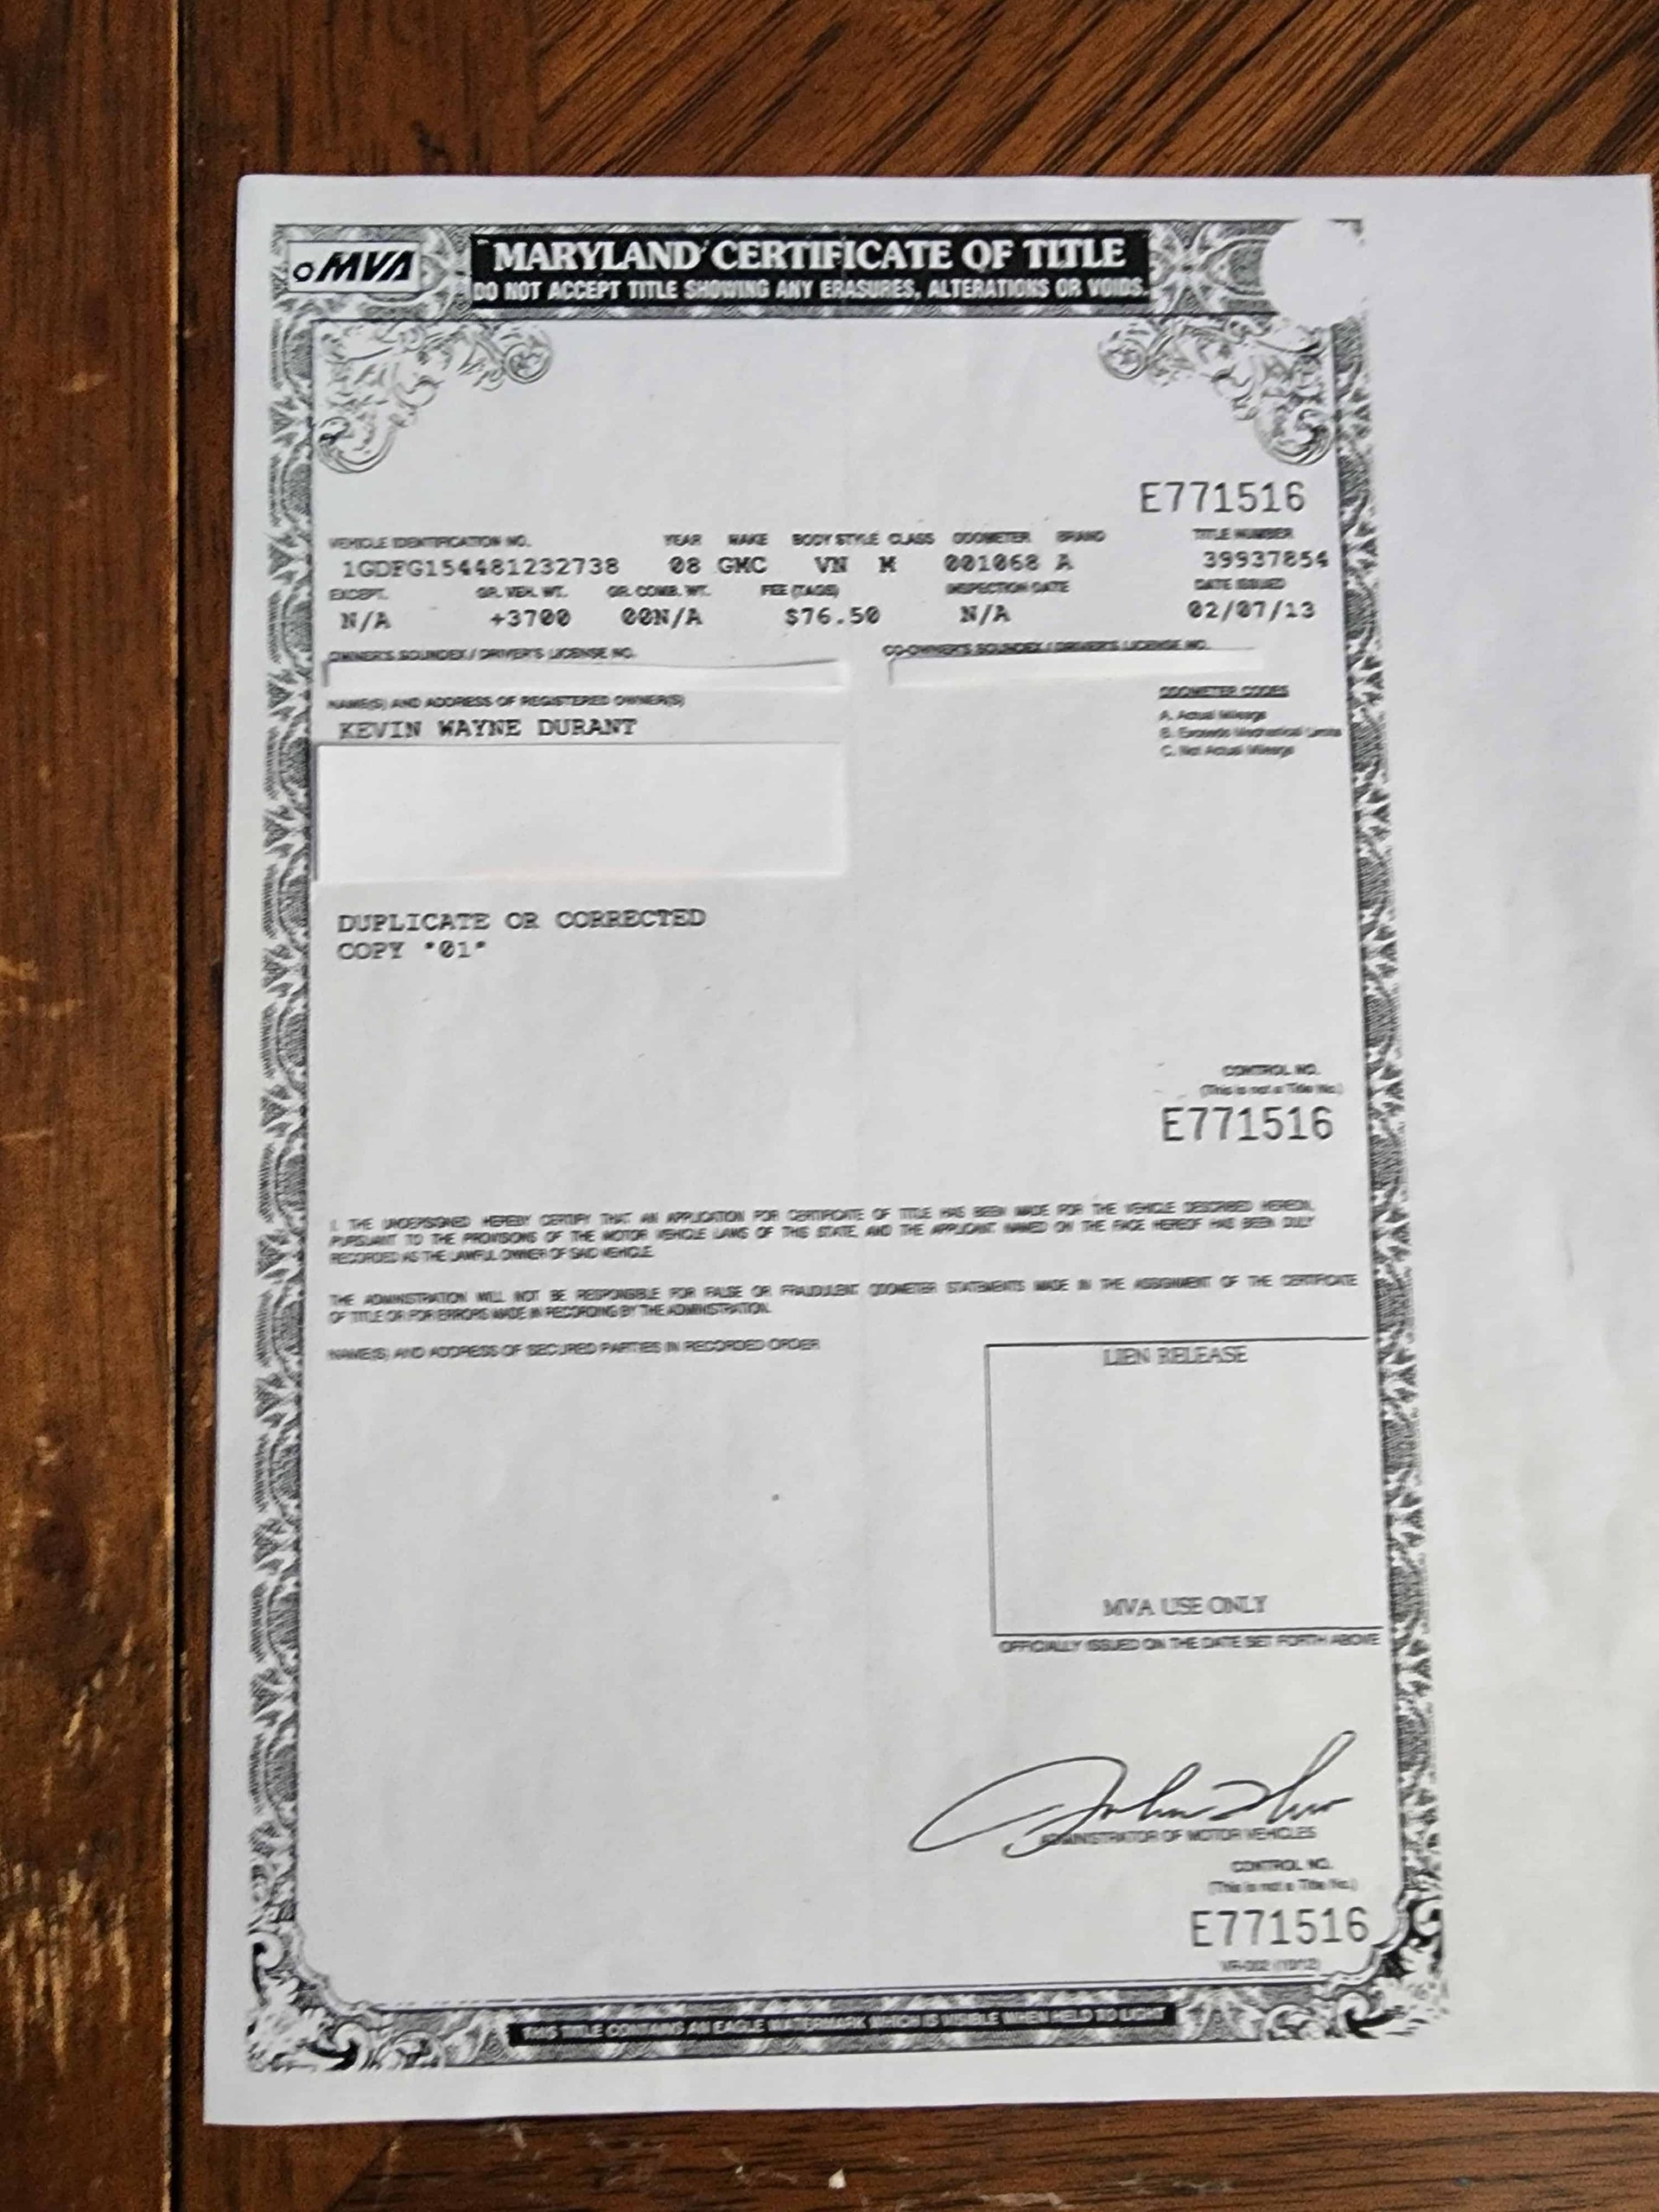 MVA
MARYLAND CERTIFICATE OF TITLE
DO NOT ACCEPT TITLE SHOWING ANY ERASURES, ALTERATIONS OR VOIDS.
E771516
VEHICLE IDENTIFICATION NO. YEAR MAKE BODY STYLE CLASS ODOMETER BRAND TITLE NUMBER
1GDFG154481232738 08 GMC VN M 001068 A 39937854
EXCEPT. GR. VEH. WT. GR. COMB. WT. FEE (TAGS) INSPECTION DATE DATE ISSUED
N/A +3700 00N/A $76.50 N/A 02/07/13
OWNER'S SOUNDEX / DRIVER'S LICENSE NO. CO-OWNER'S SOUNDEX / DRIVER'S LICENSE NO.
NAME(S) AND ADDRESS OF REGISTERED OWNER(S)
KEVIN WAYNE DURANT
ODOMETER CODES
A. Actual Mileage
B. Exceeds Mechanical Limits
C. Not Actual Mileage
DUPLICATE OR CORRECTED
COPY "01"
CONTROL NO.
(This is not a Title No.)
E771516
I, THE UNDERSIGNED HEREBY CERTIFY THAT AN APPLICATION FOR CERTIFICATE OF TITLE HAS BEEN MADE FOR THE VEHICLE DESCRIBED HEREON,
PURSUANT TO THE PROVISIONS OF THE MOTOR VEHICLE LAWS OF THIS STATE, AND THE APPLICANT NAMED ON THE FACE HEREOF HAS BEEN DULY
RECORDED AS THE LAWFUL OWNER OF SAID VEHICLE.
THE ADMINISTRATION WILL NOT BE RESPONSIBLE FOR FALSE OR FRAUDULENT ODOMETER STATEMENTS MADE IN THE ASSIGNMENT OF THE CERTIFICATE
OF TITLE OR FOR ERRORS MADE IN RECORDING BY THE ADMINISTRATION.
NAME(S) AND ADDRESS OF SECURED PARTIES IN RECORDED ORDER
LIEN RELEASE
MVA USE ONLY
OFFICIALLY ISSUED ON THE DATE SET FORTH ABOVE
ADMINISTRATOR OF MOTOR VEHICLES
CONTROL NO.
(This is not a Title No.)
E771516
VR-002 (10/12)
THIS TITLE CONTAINS AN EAGLE WATERMARK WHICH IS VISIBLE WHEN HELD TO LIGHT